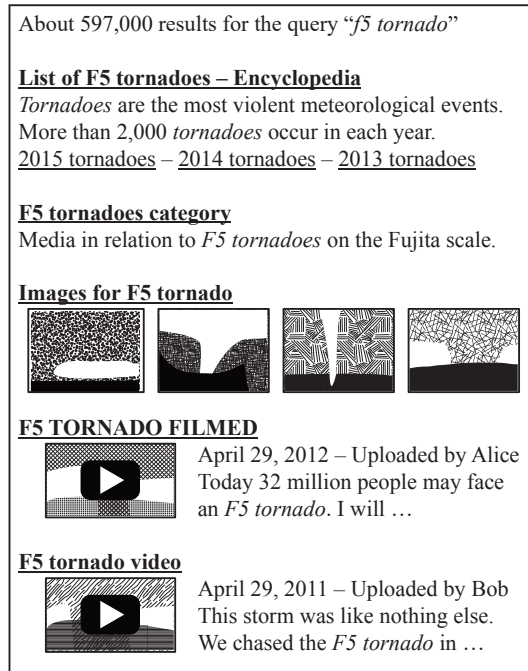 About 597,000 results for the query “f5 tornado”
List of F5 tornadoes – Encyclopedia
Tornadoes are the most violent meteorological events.
More than 2,000 tornadoes occur in each year.
2015 tornadoes – 2014 tornadoes – 2013 tornadoes
F5 tornadoes category
Media in relation to F5 tornadoes on the Fujita scale.
Images for F5 tornado
F5 TORNADO FILMED
April 29, 2012 – Uploaded by Alice
Today 32 million people may face
an F5 tornado. I will …
F5 tornado video
April 29, 2011 – Uploaded by Bob
This storm was like nothing else.
We chased the F5 tornado in …